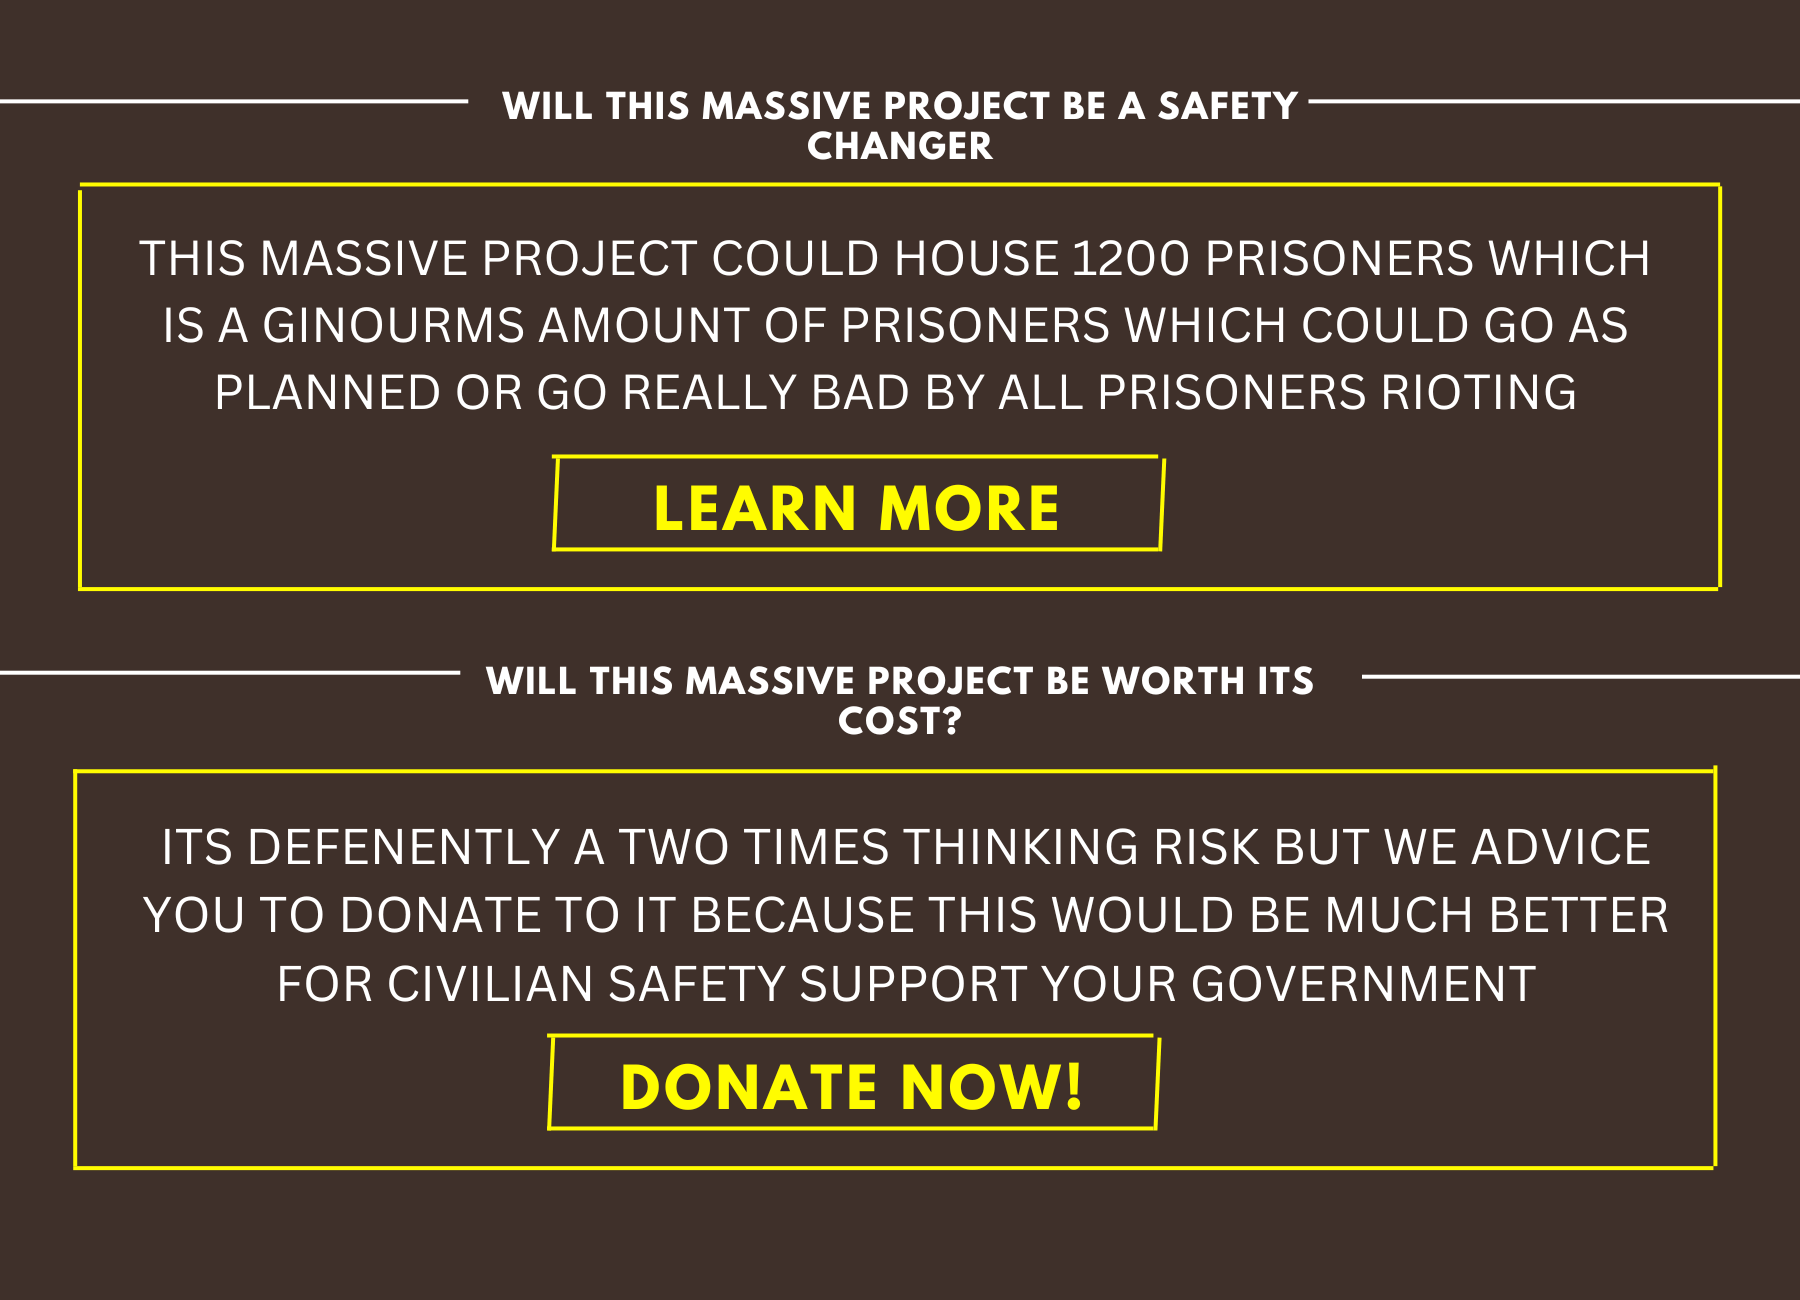 WILL THIS MASSIVE PROJECT BE A SAFETY
CHANGER
THIS MASSIVE PROJECT COULD HOUSE 1200 PRISONERS WHICH
IS A GINOURMS AMOUNT OF PRISONERS WHICH COULD GO AS
PLANNED OR GO REALLY BAD BY ALL PRISONERS RIOTING
LEARN MORE
WILL THIS MASSIVE PROJECT BE WORTH ITS
COST?
ITS DEFENENTLY A TWO TIMES THINKING RISK BUT WE ADVICE
YOU TO DONATE TO IT BECAUSE THIS WOULD BE MUCH BETTER
FOR CIVILIAN SAFETY SUPPORT YOUR GOVERNMENT
DONATE NOW!